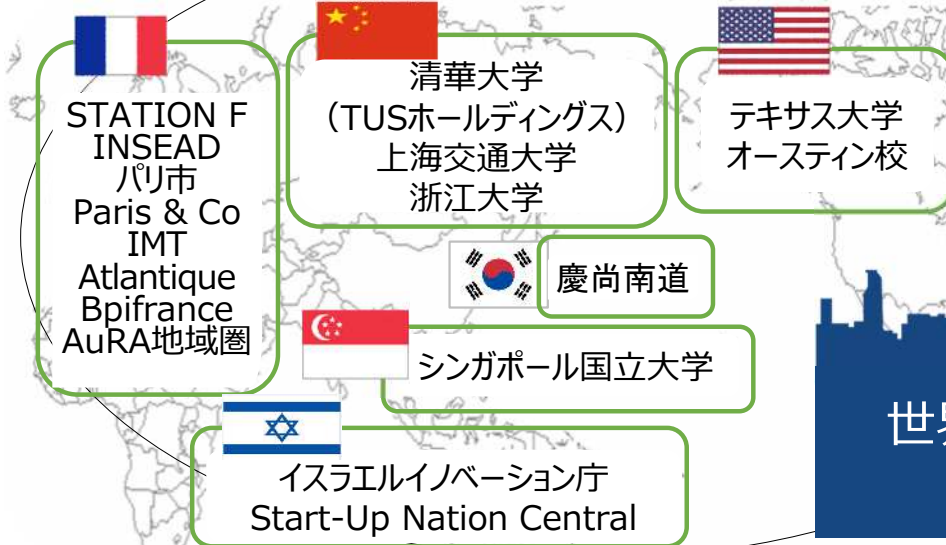 STATION F
INSEAD
パリ市
Paris & Co
IMT
Atlantique
Bpifrance
AuRA地域圏
清華大学
（TUSホールディングス）
上海交通大学
浙江大学
テキサス大学
オースティン校
慶尚南道
シンガポール国立大学
イスラエルイノベーション庁
Start-Up Nation Central
世